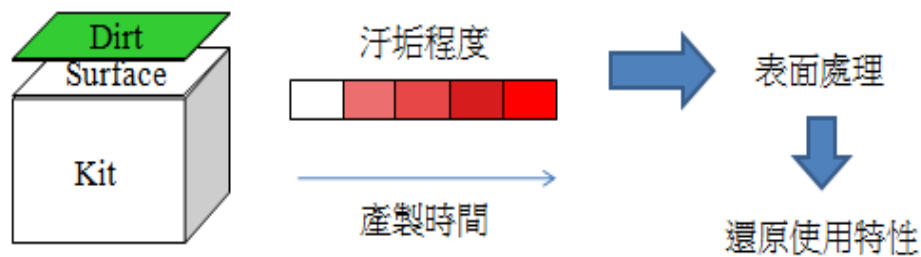 Dirt
Surface
Kit
汙垢程度
產製時間
表面處理
還原使用特性